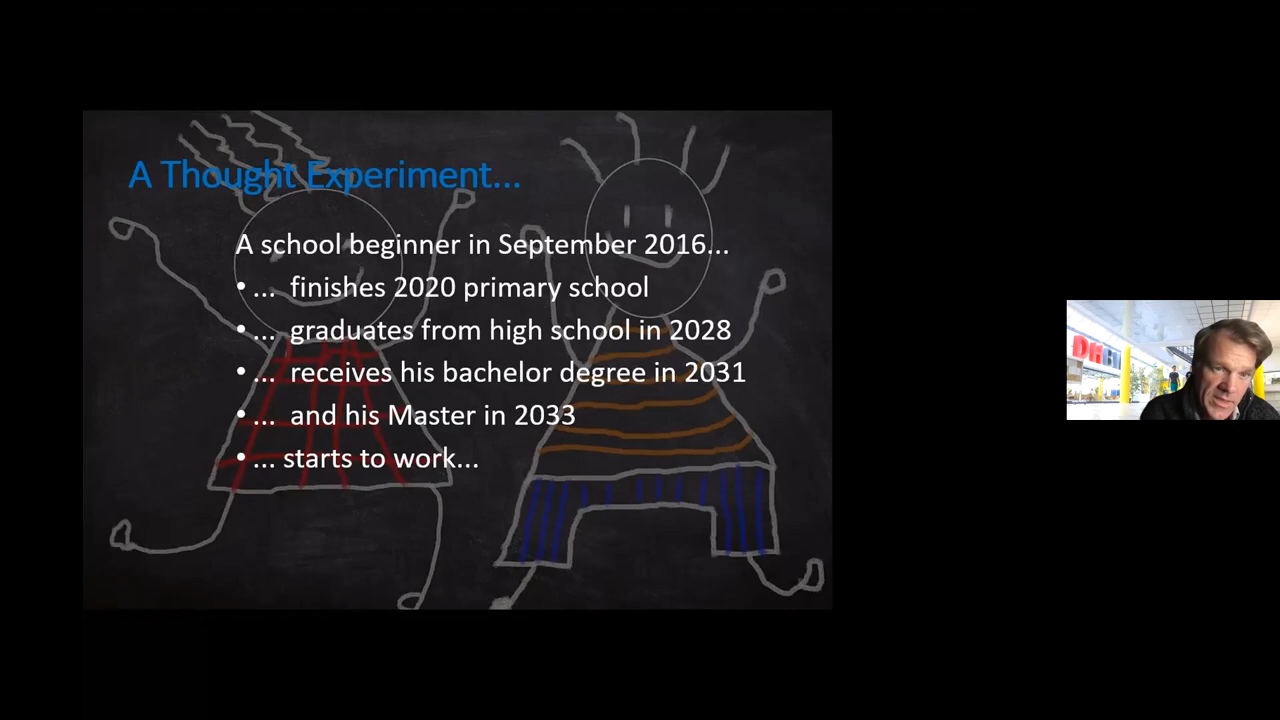 A Thought Experiment...
A school beginner in September 2016...
• ... finishes 2020 primary school
• ... graduates from high school in 2028
• ... receives his bachelor degree in 2031
• ... and his Master in 2033
• ... starts to work...